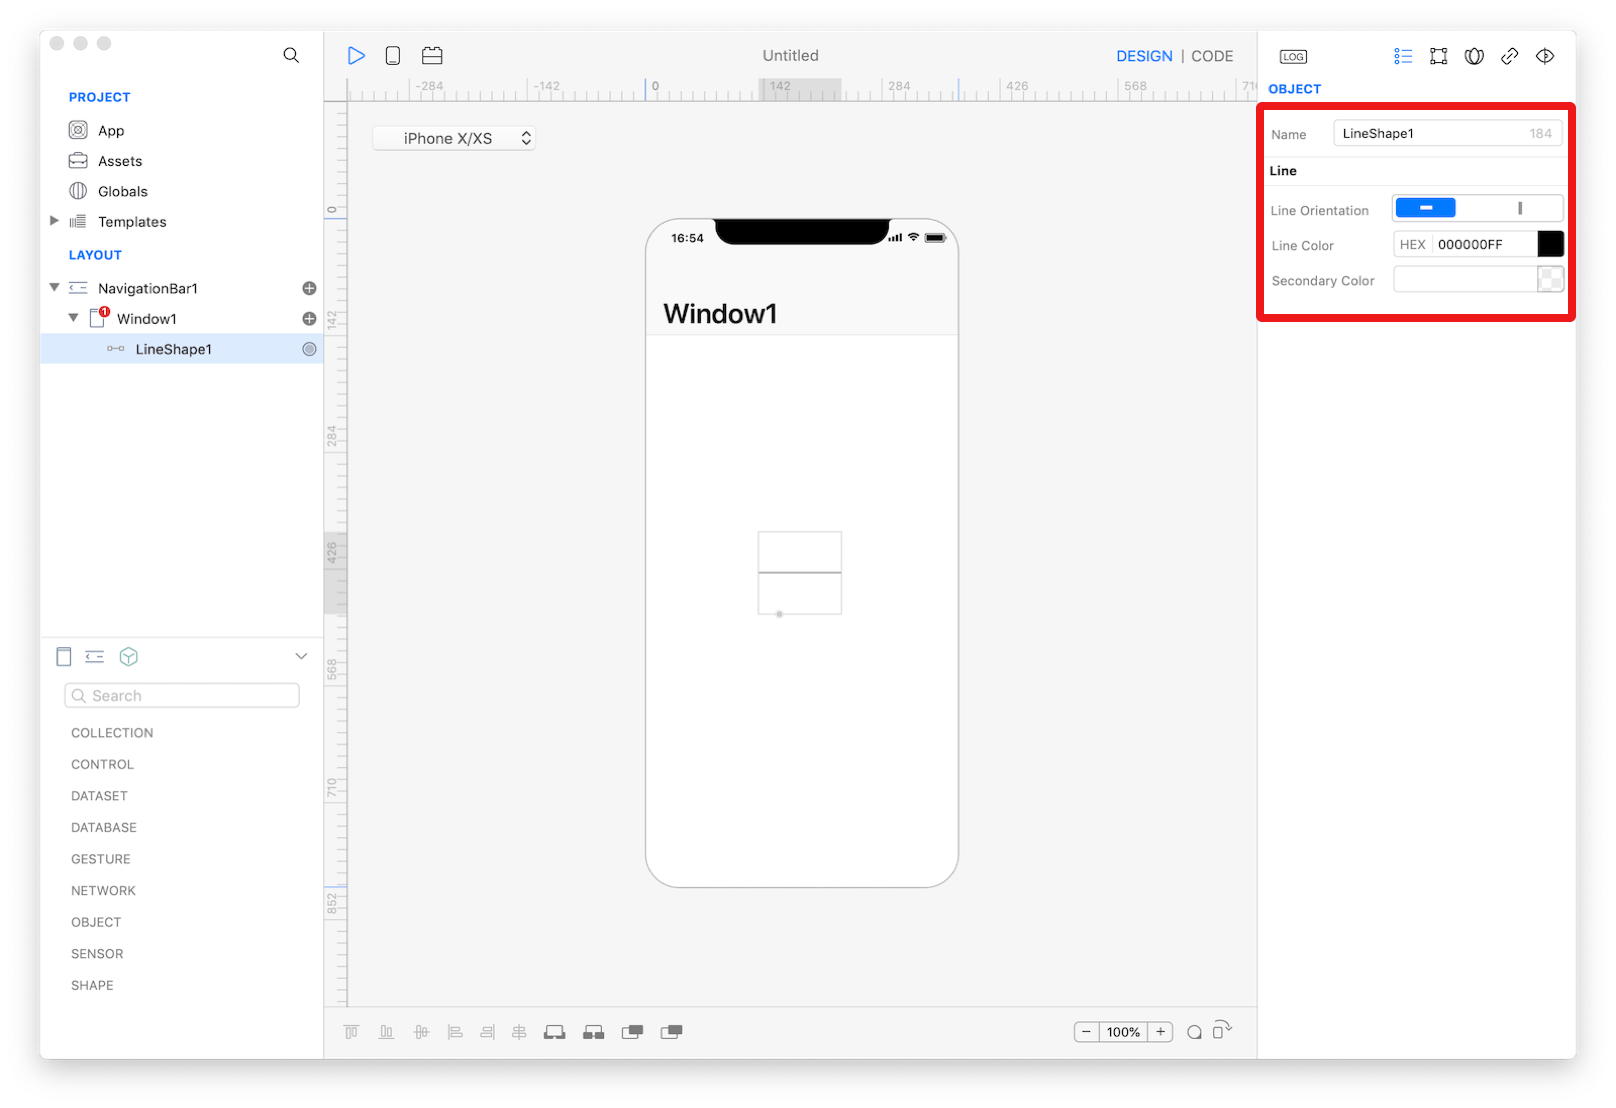 Untitled
DESIGN | CODE
LOG
PROJECT
App
Assets
Globals
Templates
LAYOUT
NavigationBar1
1
Window1
LineShape1
Search
COLLECTION
CONTROL
DATASET
DATABASE
GESTURE
NETWORK
OBJECT
SENSOR
SHAPE
-284 -142 0 142 284 426 568 710
0
142
284
426
568
710
852
iPhone X/XS
16:54
Window1
100%
OBJECT
Name LineShape1 184
Line
Line Orientation
Line Color HEX 000000FF
Secondary Color